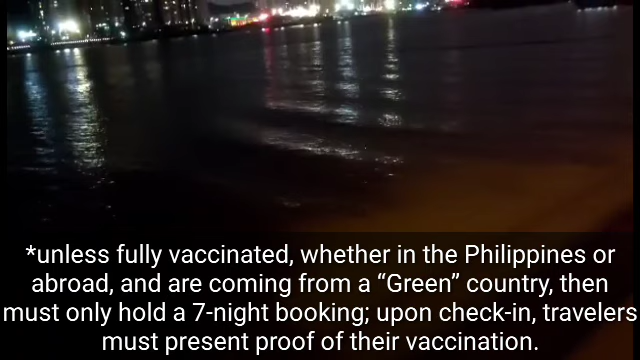 *unless fully vaccinated, whether in the Philippines or
abroad, and are coming from a “Green” country, then
must only hold a 7-night booking; upon check-in, travelers
must present proof of their vaccination.